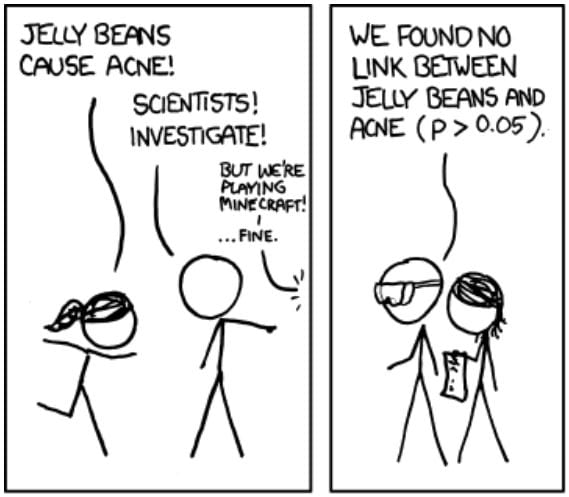 JELLY BEANS
CAUSE ACNE!
SCIENTISTS!
INVESTIGATE!
BUT WE'RE
PLAYING
MINECRAFT!
...FINE.
WE FOUND NO
LINK BETWEEN
JELLY BEANS AND
ACNE (P > 0.05).